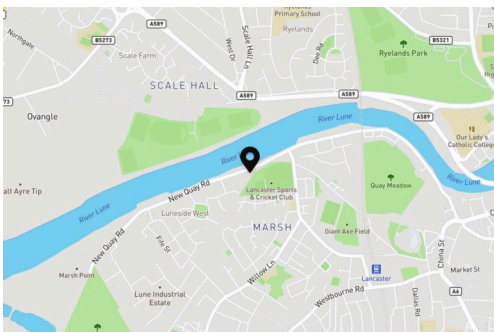 Primary School
Ryelands
A589
B5273
Northgate
Scale Farm
West Dr
Scale Hall Ln
Dee Rd
B5321
Ryelands Park
SCALE HALL
A589
A589
A589
Ovangle
Our Lady's
Catholic College
River Lune
River Lune
River
River Lune
alt Ayre Tip
New Quay Rd
Lancaster Sports
& Cricket Club
Quay Meadow
Luneside West
MARSH
Giant Axe Field
New Quay Rd
File St
Marsh Point
Willow Ln
Lancaster
China St
Market St
Lune Industrial
Estate
Westbourne Rd
Dallas Rd
A6